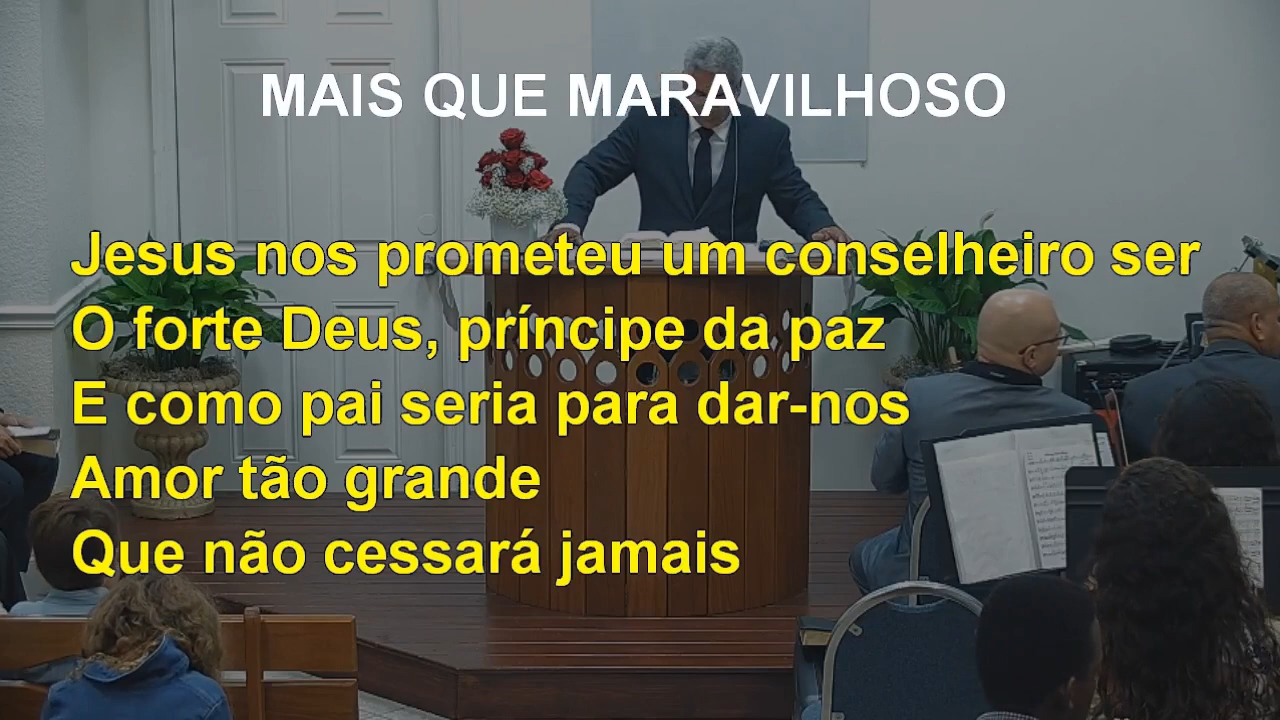 MAIS QUE MARAVILHOSO
Jesus nos prometeu um conselheiro ser
O forte Deus, príncipe da paz
E como pai seria para dar-nos
Amor tão grande
Que não cessará jamais